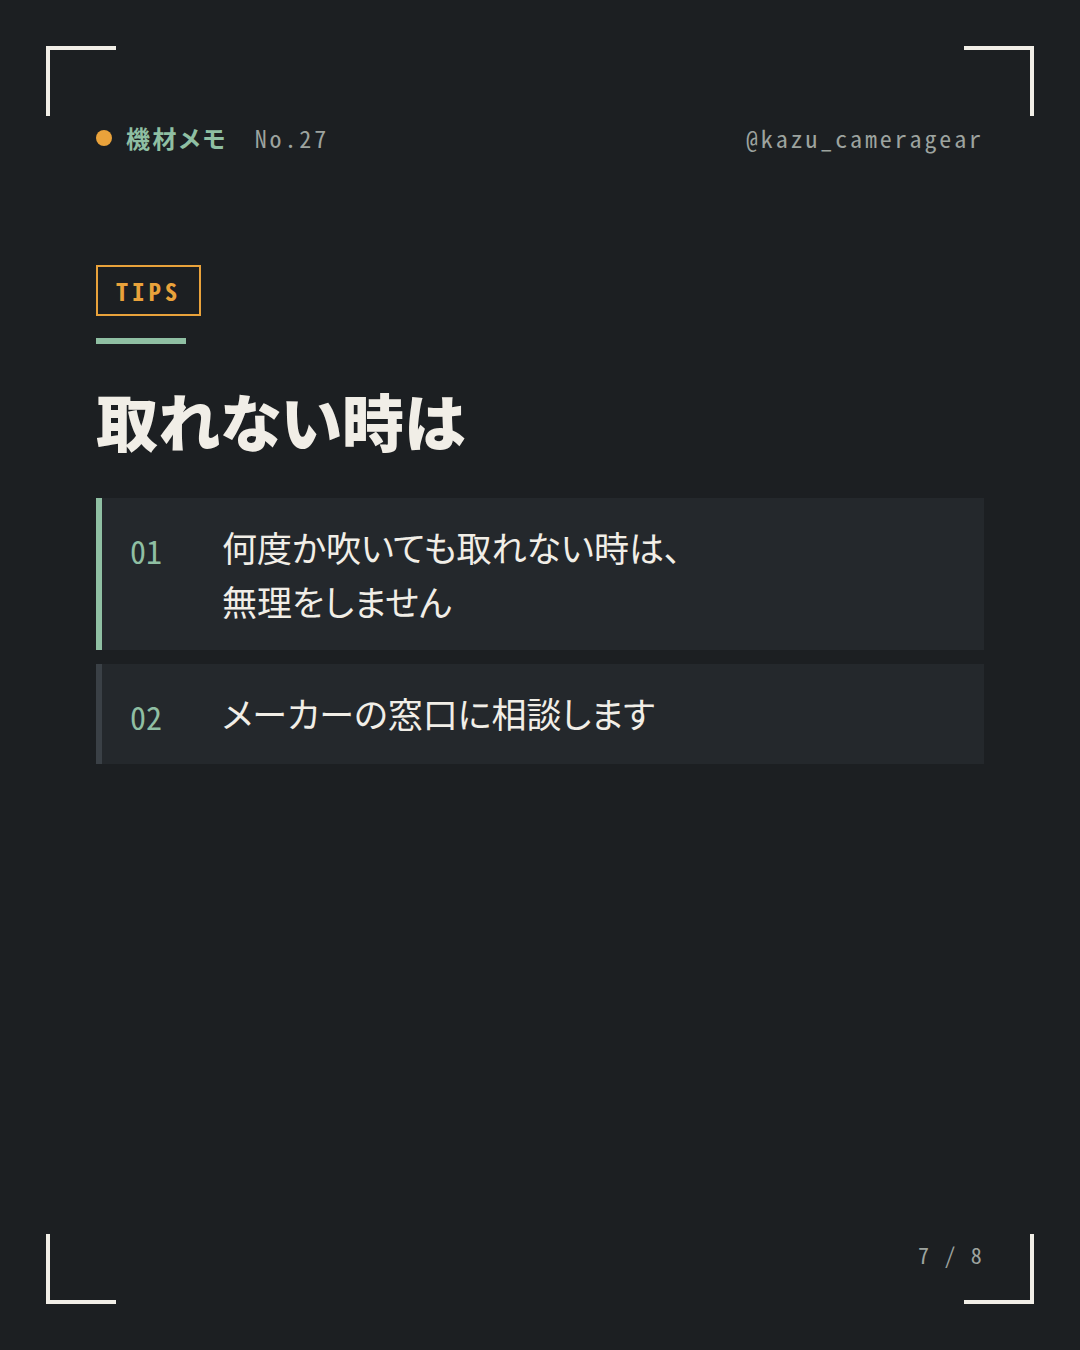 機材メモ No.27
@kazu_cameragear
TIPS
取れない時は
01 何度か吹いても取れない時は、
無理をしません
02 メーカーの窓口に相談します
7 / 8